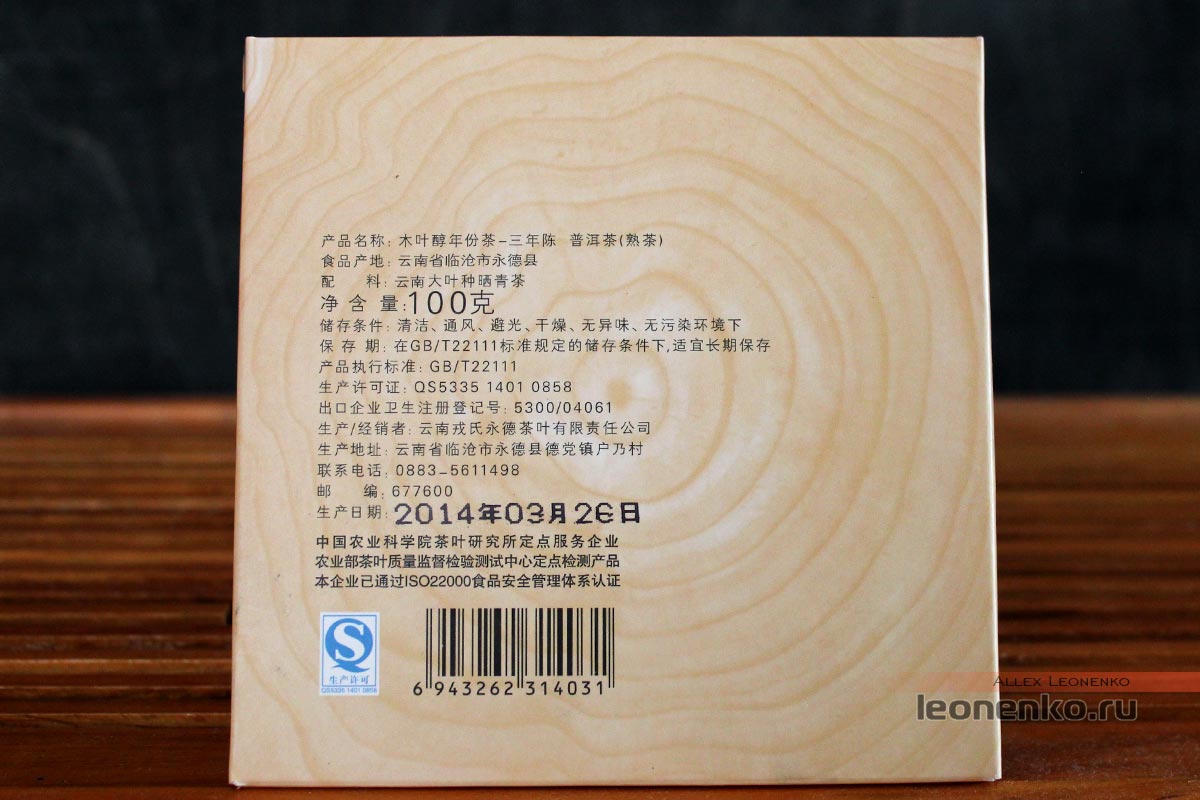 产品名称: 木叶醇年份茶-三年陈 普洱茶(熟茶)
食品产地: 云南省临沧市永德县
配 料: 云南大叶种晒青茶
净 含 量: 100克
储存条件: 清洁、通风、避光、干燥、无异味、无污染环境下
保 存 期: 在GB/T22111标准规定的储存条件下,适宜长期保存
产品执行标准: GB/T22111
生产许可证: QS5335 1401 0858
出口企业卫生注册登记号: 5300/04061
生产/经销者: 云南戎氏永德茶叶有限责任公司
生产地址: 云南省临沧市永德县德党镇户乃村
联系电话: 0883-5611498
邮 编: 677600
生产日期: 2014年03月26日
中国农业科学院茶叶研究所定点服务企业
农业部茶叶质量监督检验测试中心定点检测产品
本企业已通过ISO22000食品安全管理体系认证
QS
生产许可
QS5335 1401 0858
6 943262 314031
ALLEX LEONENKO
leonenko.ru